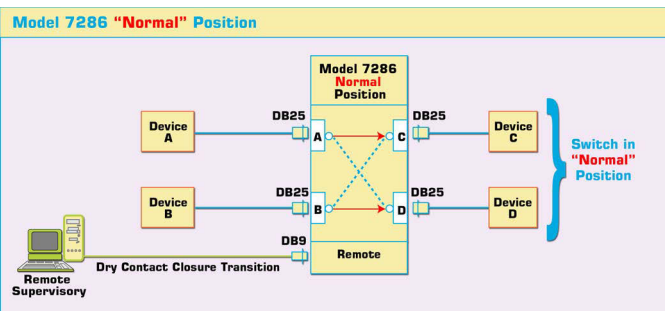 Model 7286 “Normal” Position
Model 7286
Normal
Position
DB25
DB25
Device
A
A
C
Device
C
Switch in
“Normal”
Position
DB25
DB25
Device
B
B
D
Device
D
DB9
Remote
Dry Contact Closure Transition
Remote
Supervisory